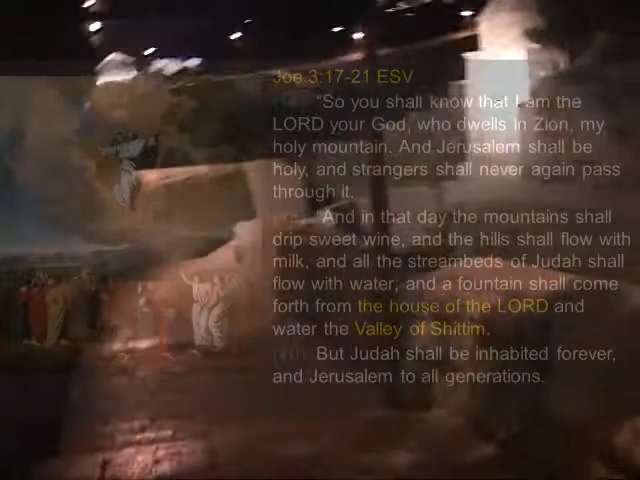 Joe 3:17-21 ESV
“So you shall know that I am the
LORD your God, who dwells in Zion, my
holy mountain. And Jerusalem shall be
holy, and strangers shall never again pass
through it.
“And in that day the mountains shall
drip sweet wine, and the hills shall flow with
milk, and all the streambeds of Judah shall
flow with water; and a fountain shall come
forth from the house of the LORD and
water the Valley of Shittim.
But Judah shall be inhabited forever,
and Jerusalem to all generations.